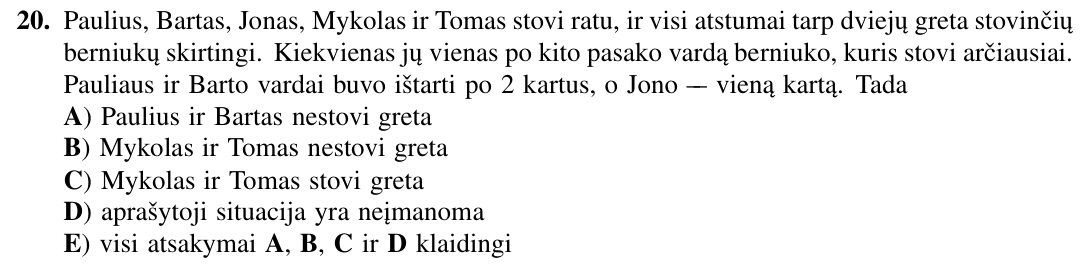 20. Paulius, Bartas, Jonas, Mykolas ir Tomas stovi ratu, ir visi atstumai tarp dviejų greta stovinčių
berniukų skirtingi. Kiekvienas jų vienas po kito pasako vardą berniuko, kuris stovi arčiausiai.
Pauliaus ir Barto vardai buvo ištarti po 2 kartus, o Jono — vieną kartą. Tada
A) Paulius ir Bartas nestovi greta
B) Mykolas ir Tomas nestovi greta
C) Mykolas ir Tomas stovi greta
D) aprašytoji situacija yra neįmanoma
E) visi atsakymai A, B, C ir D klaidingi